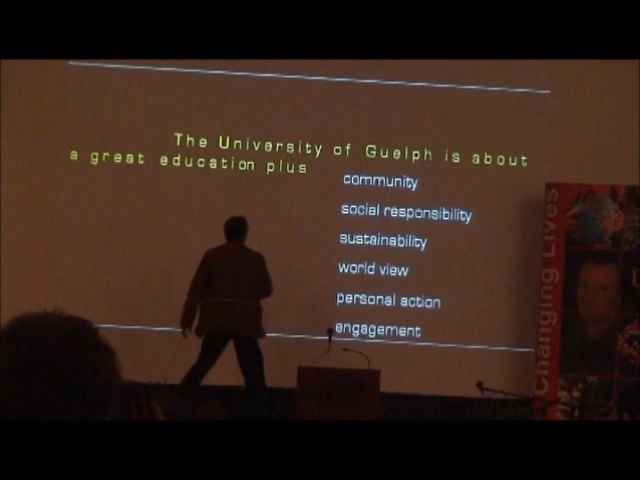 The University of Guelph is about
a great education plus
community
social responsibility
sustainability
world view
personal action
engagement
Changing Lives